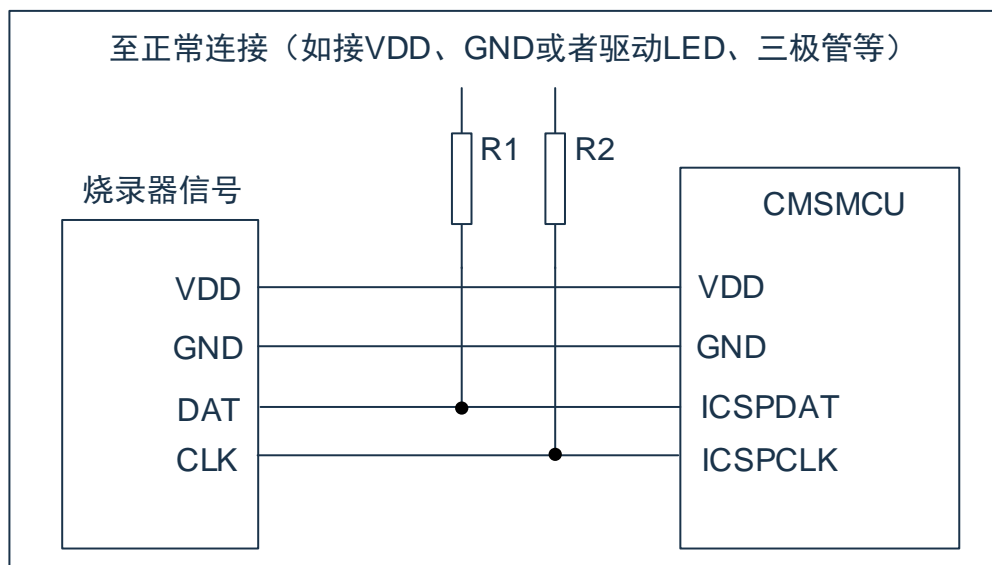 至正常连接（如接VDD、GND或者驱动LED、三极管等）
R1
R2
烧录器信号
CMSMCU
VDD
VDD
GND
GND
DAT
ICSPDAT
CLK
ICSPCLK